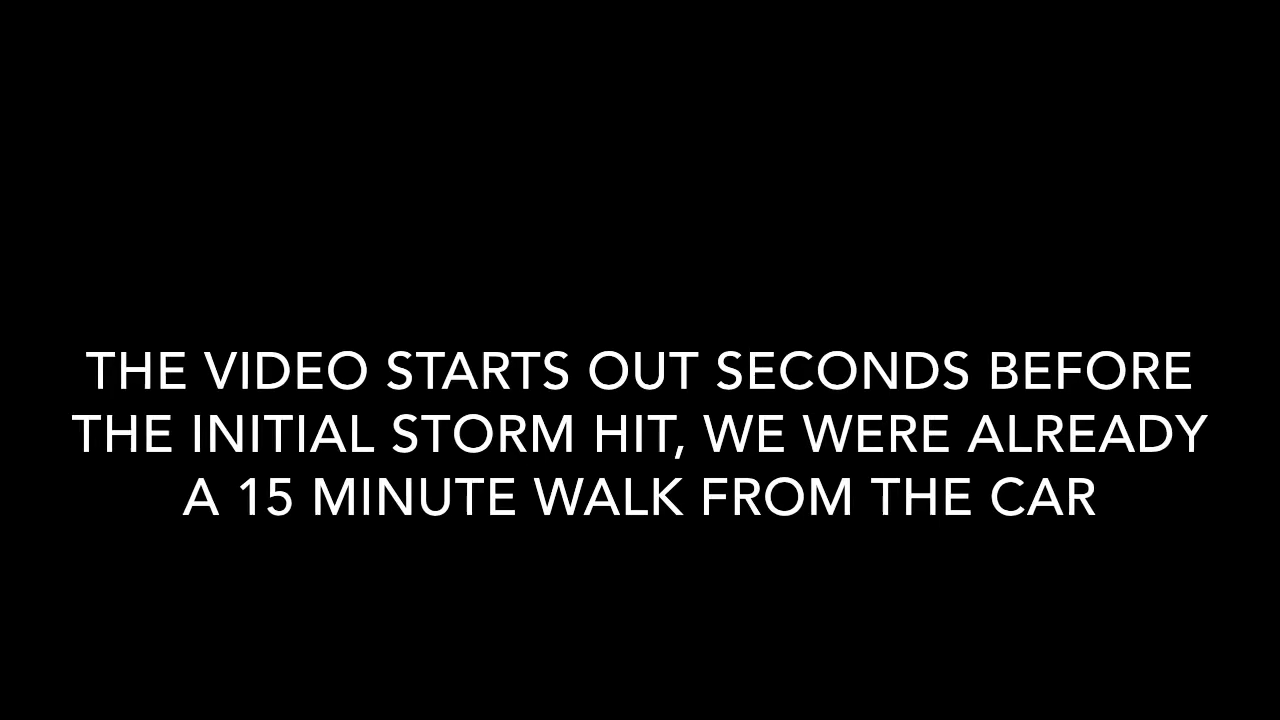 THE VIDEO STARTS OUT SECONDS BEFORE
THE INITIAL STORM HIT, WE WERE ALREADY
A 15 MINUTE WALK FROM THE CAR